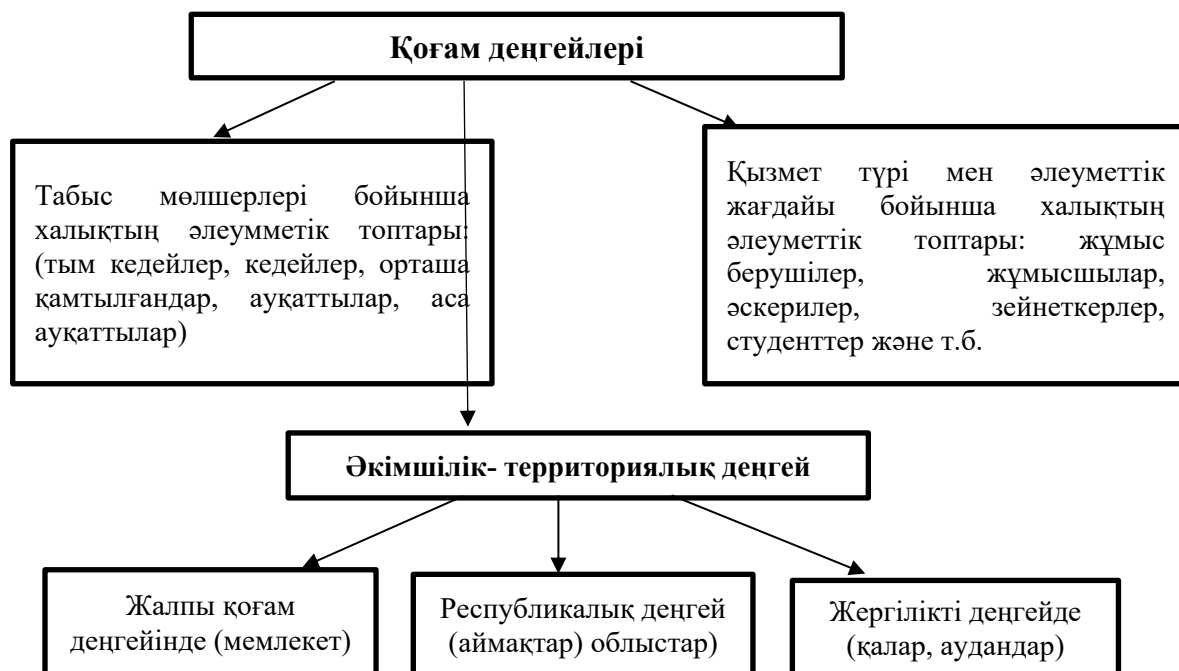 Қоғам деңгейлері
Табыс мөлшерлері бойынша
халықтың әлеумметік топтары:
(тым кедейлер, кедейлер, орташа
қамтылғандар, ауқаттылар, аса
ауқаттылар)
Қызмет түрі мен әлеуметтік
жағдайы бойынша халықтың
әлеуметтік топтары: жұмыс
берушілер, жұмысшылар,
әскерилер, зейнеткерлер,
студенттер және т.б.
Әкімшілік- территориялық деңгей
Жалпы қоғам
деңгейінде (мемлекет)
Республикалық деңгей
(аймақтар) облыстар)
Жергілікті деңгейде
(қалар, аудандар)